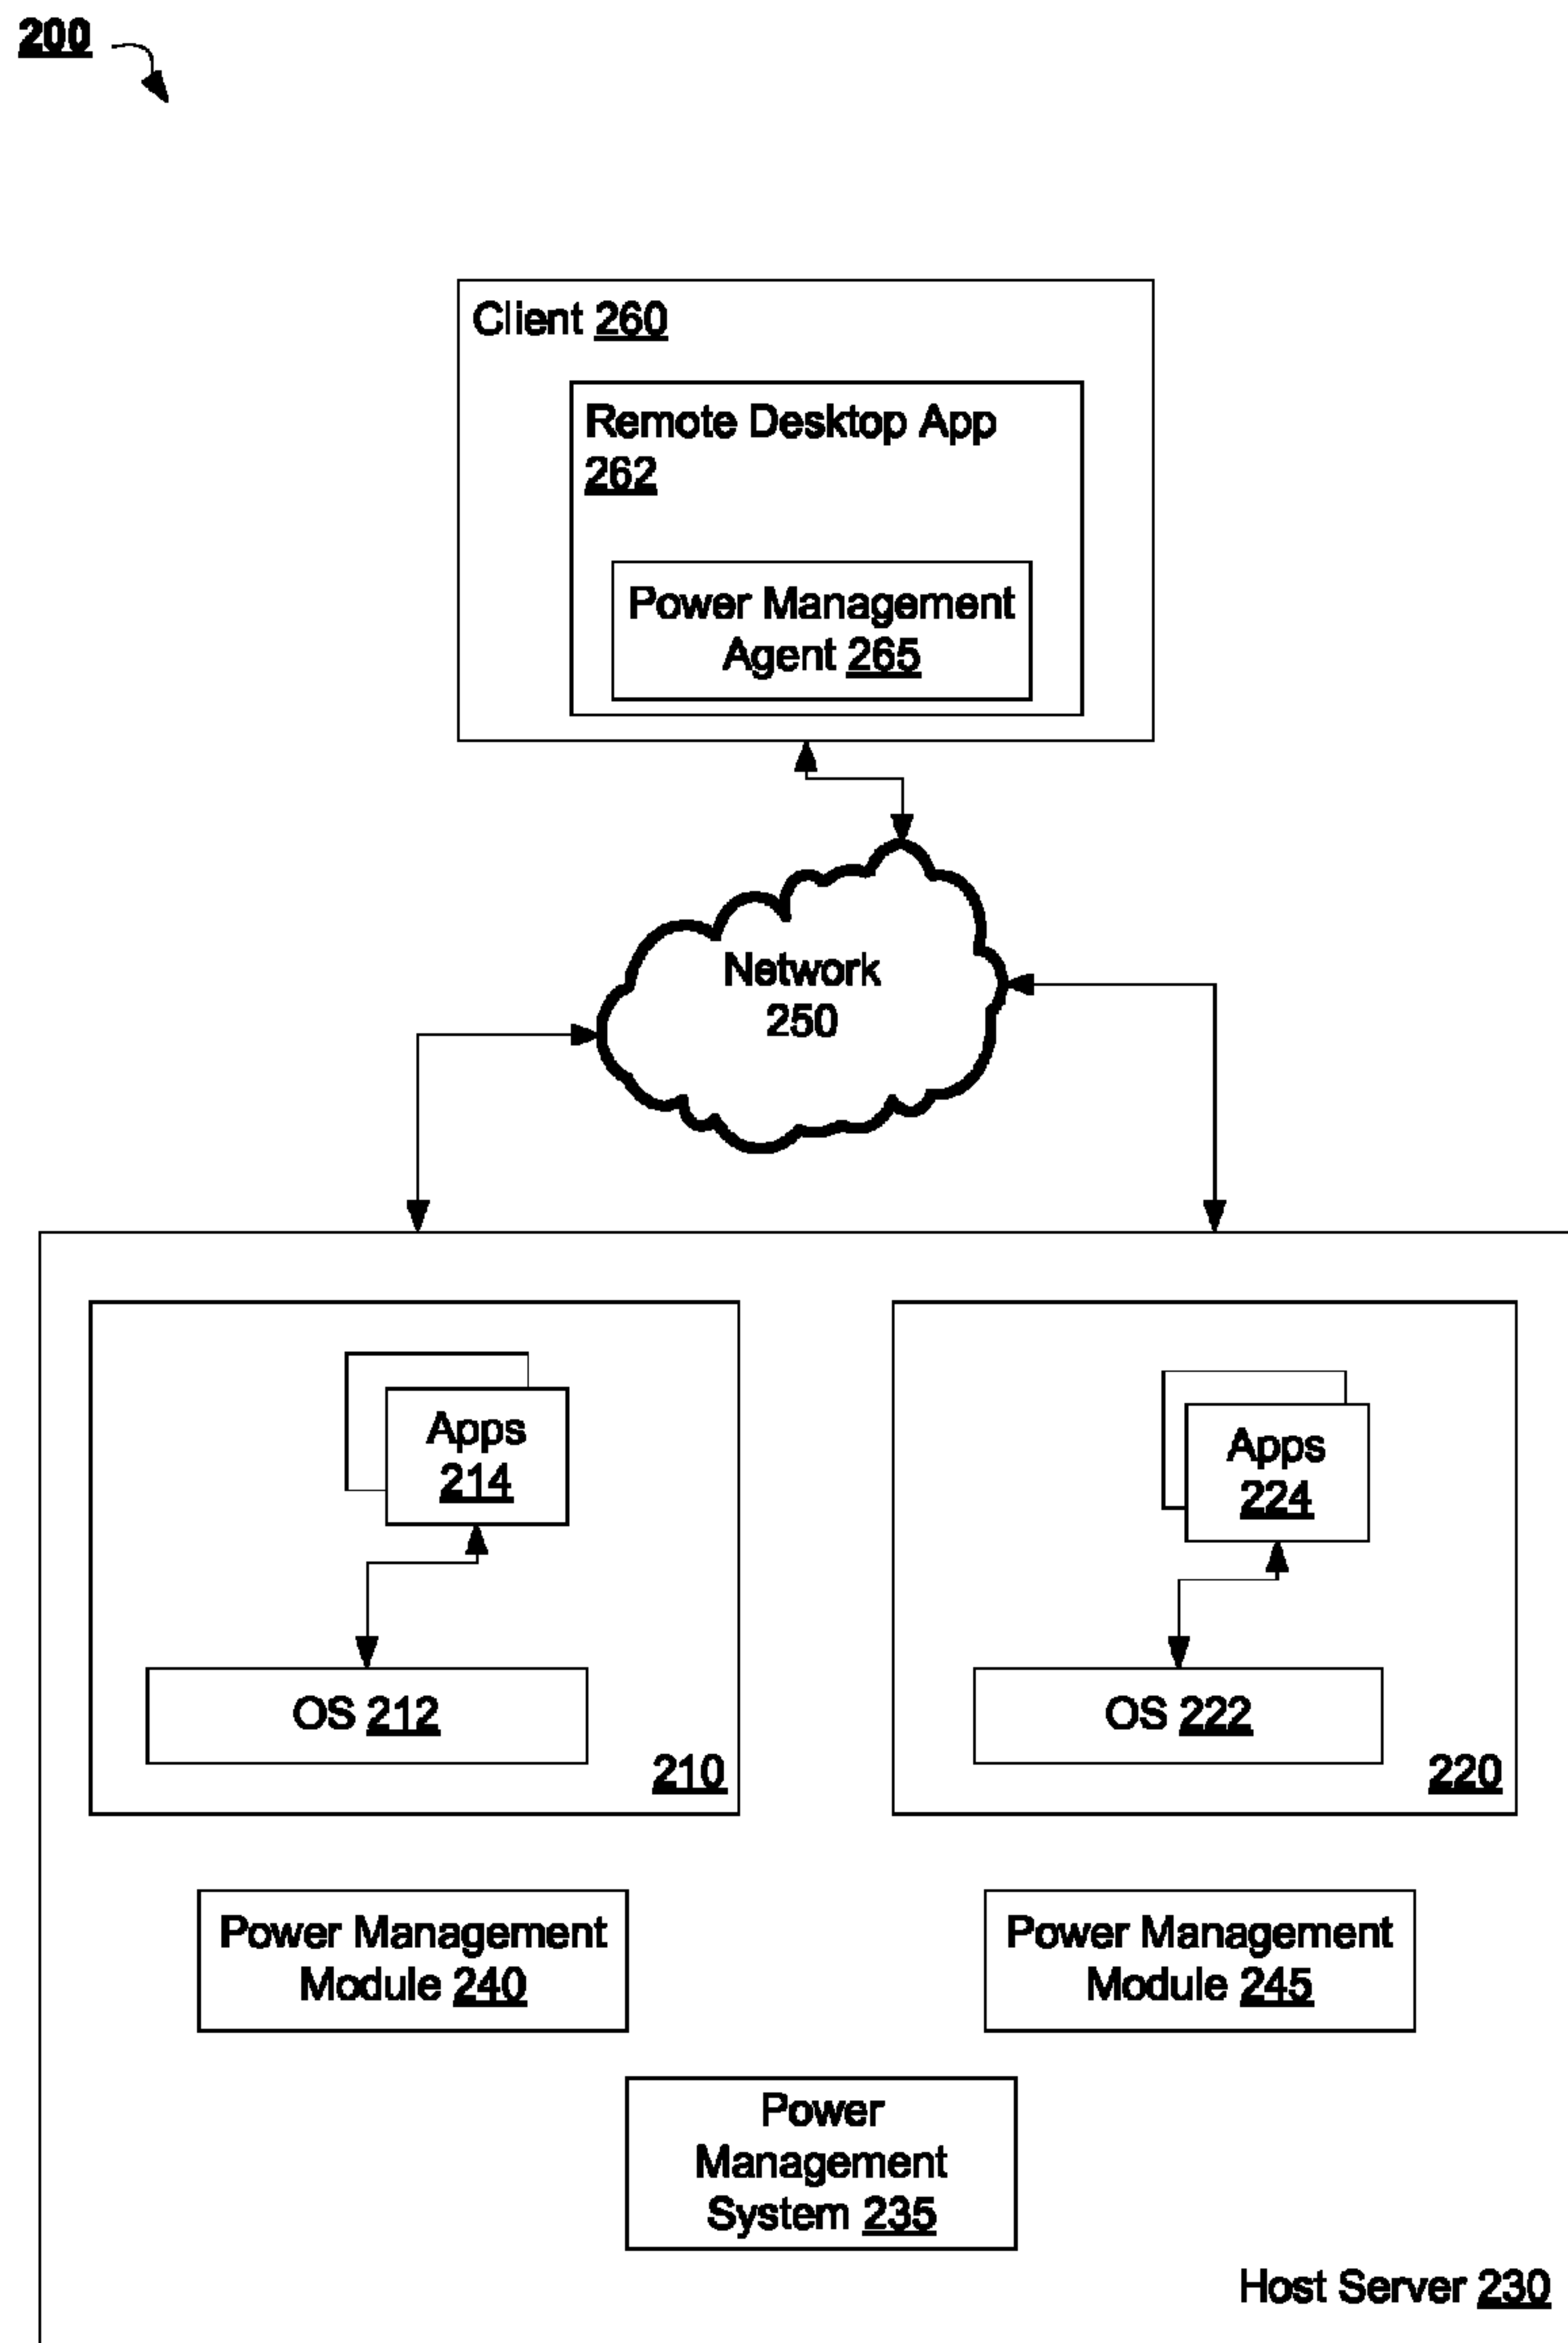 200
Client 260
Remote Desktop App
262
Power Management
Agent 265
Network
250
Apps
214
OS 212
210
Apps
224
OS 222
220
Power Management
Module 240
Power Management
Module 245
Power
Management
System 235
Host Server 230